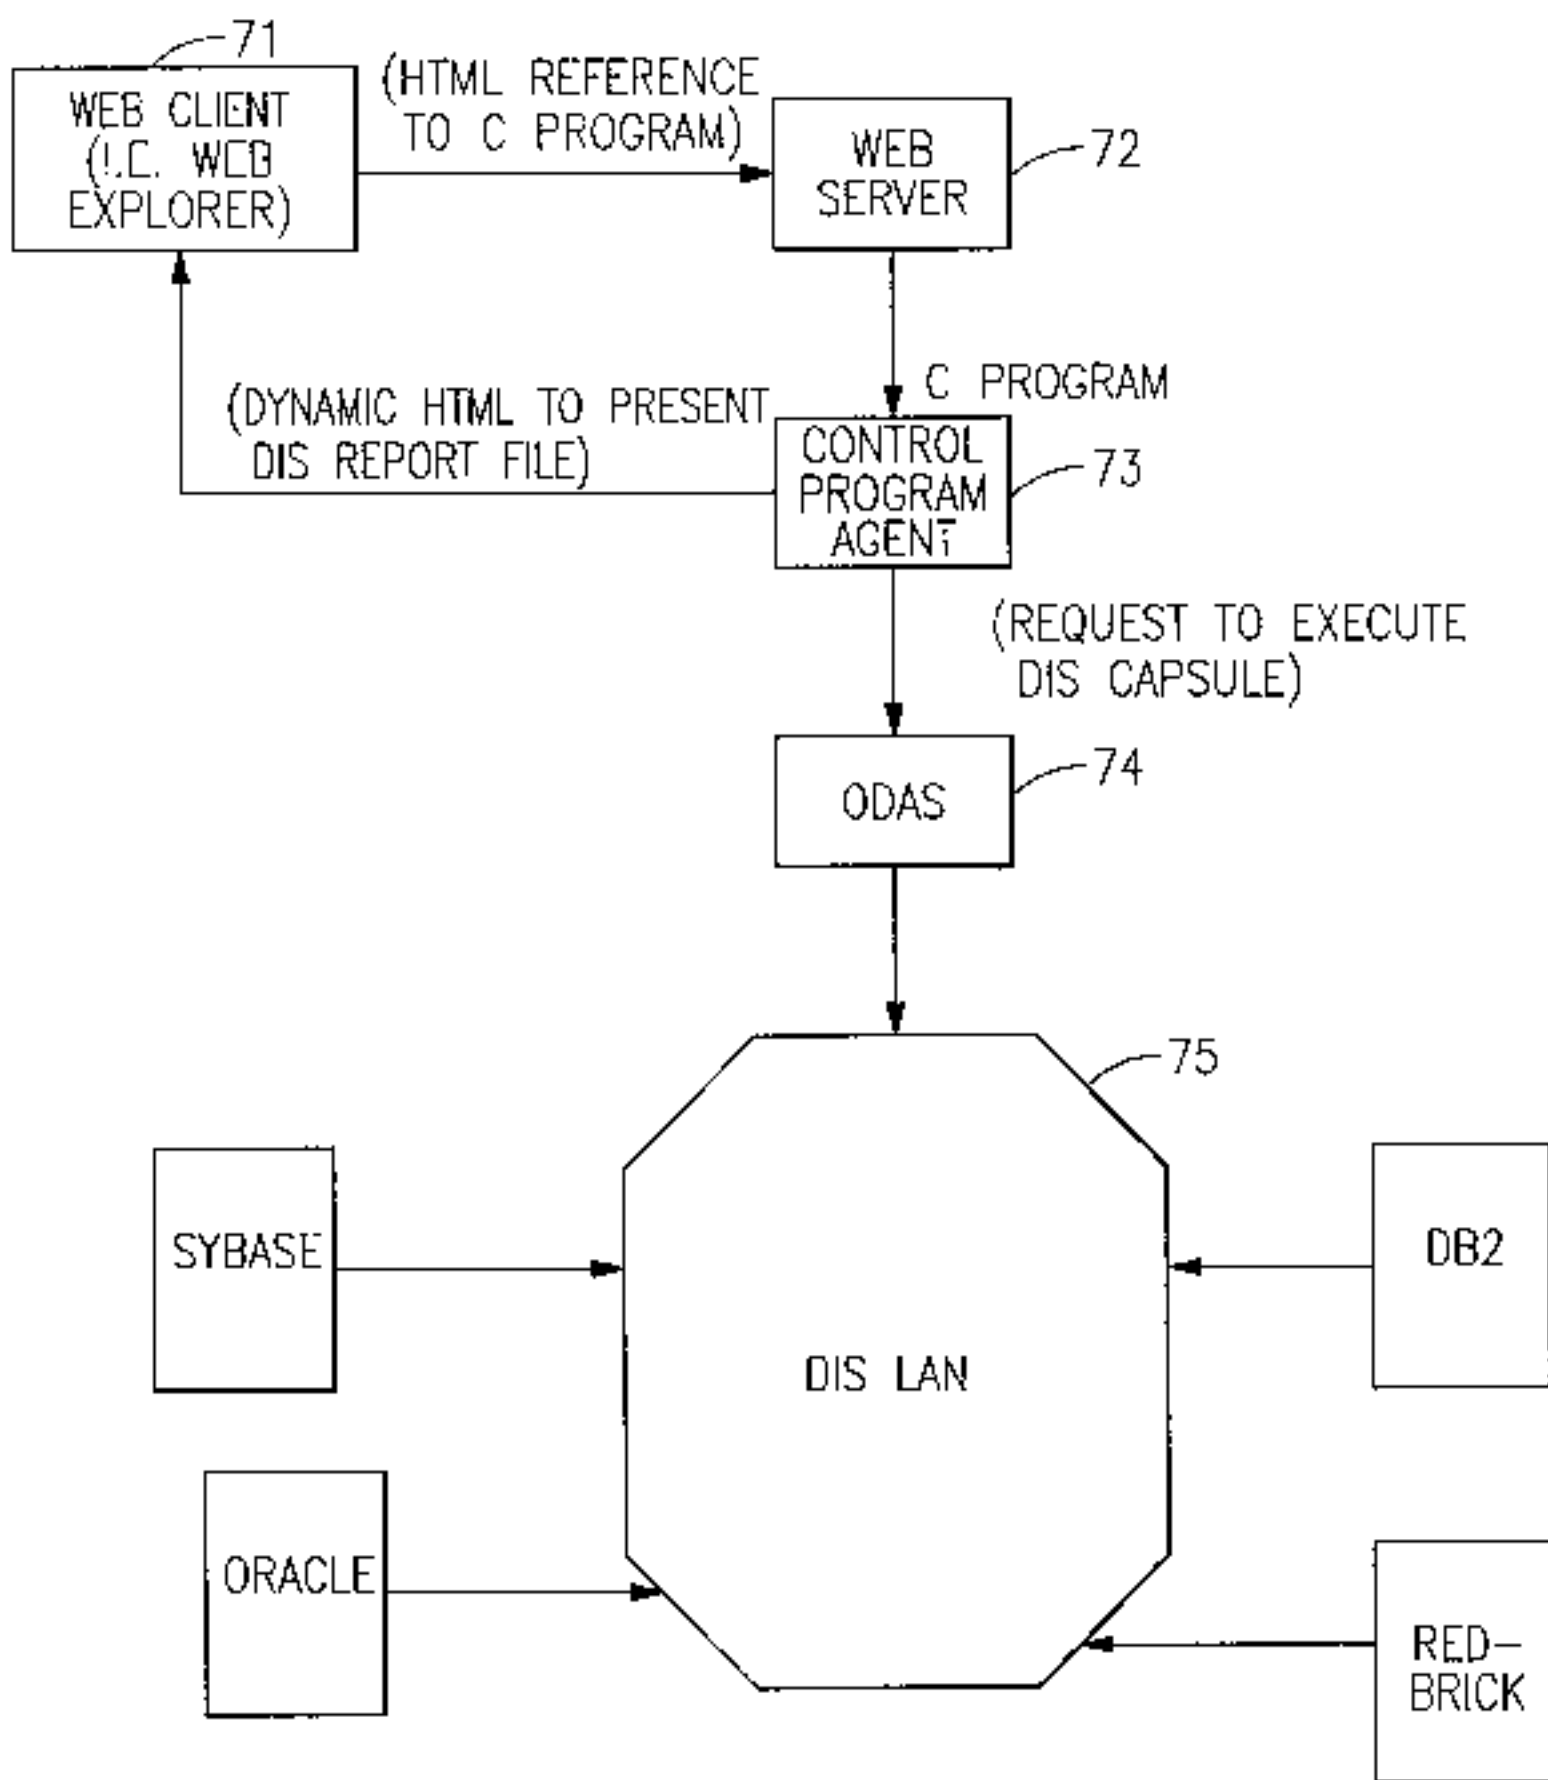 71
WEB CLIENT
(I.E. WEB
EXPLORER)
(HTML REFERENCE
TO C PROGRAM)
WEB
SERVER
72
C PROGRAM
(DYNAMIC HTML TO PRESENT
DIS REPORT FILE)
CONTROL
PROGRAM
AGENT
73
(REQUEST TO EXECUTE
DIS CAPSULE)
ODAS
74
75
SYBASE
DB2
DIS LAN
ORACLE
RED-
BRICK